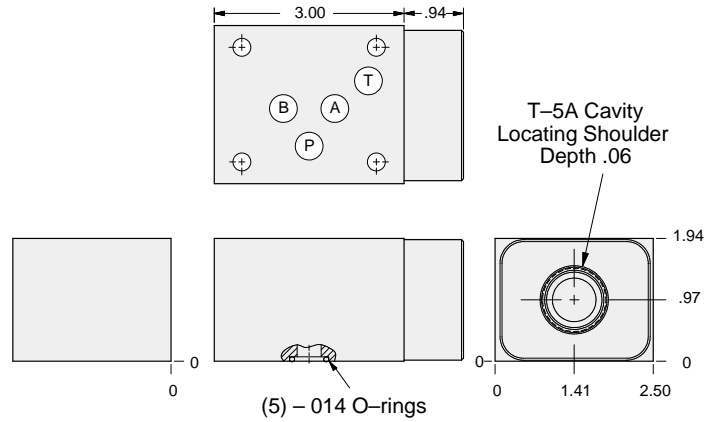 3.00
.94
T
B
A
P
T–5A Cavity
Locating Shoulder
Depth .06
1.94
.97
0
0
0
0
0
1.41
2.50
(5) – 014 O–rings